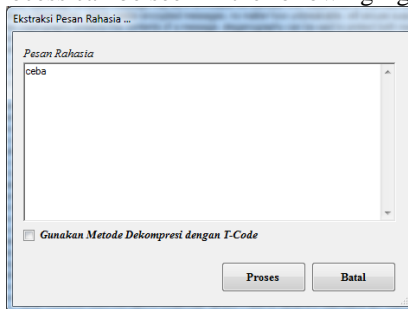 Ekstraksi Pesan Rahasia ...
Pesan Rahasia
ceba
Gunakan Metode Dekompresi dengan T-Code
Proses Batal